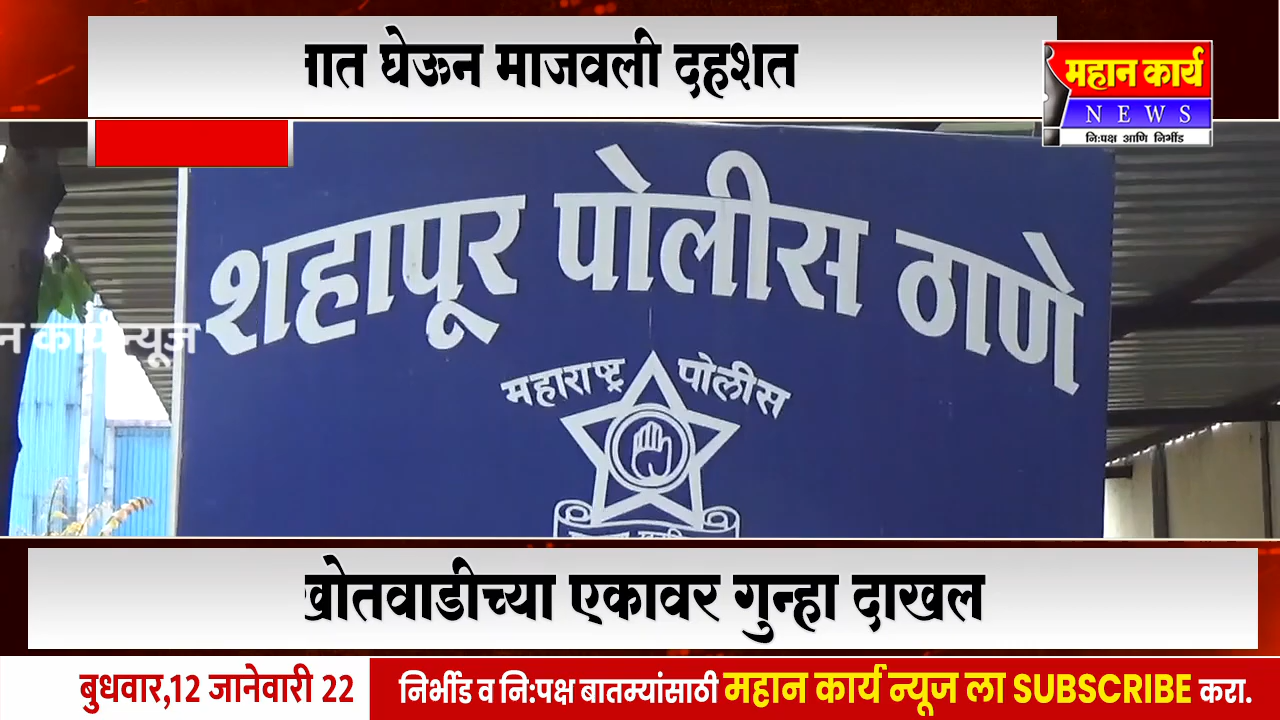 घेऊन माजवली दहशत
महान कार्य
NEWS
नि:पक्ष आणि निर्भीड
शहापूर पोलीस ठाणे
कार्य न्यूज
महाराष्ट्र पोलीस
खोतवाडीच्या एकावर गुन्हा दाखल
बुधवार,12 जानेवारी 22
निर्भीड व नि:पक्ष बातम्यांसाठी महान कार्य न्यूज ला SUBSCRIBE करा.